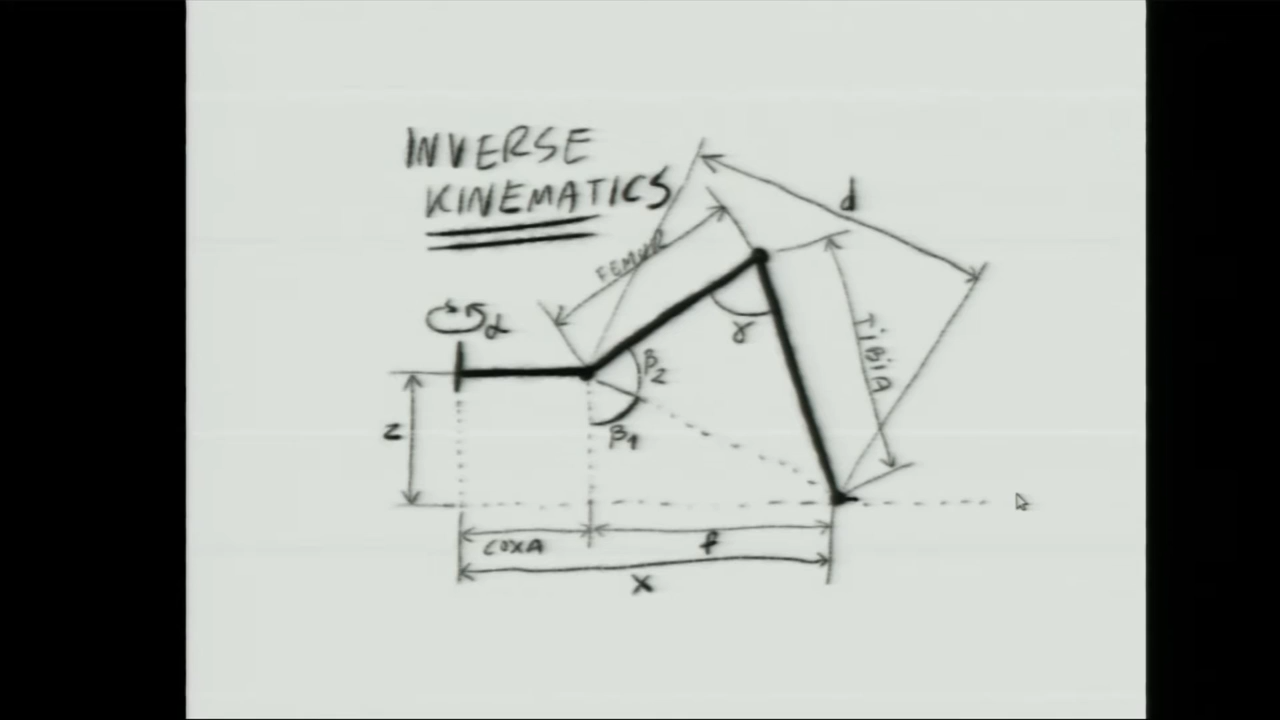 INVERSE
KINEMATICS
d
FEMUR
α
γ
TIBIA
β2
z
β1
COXA
f
X